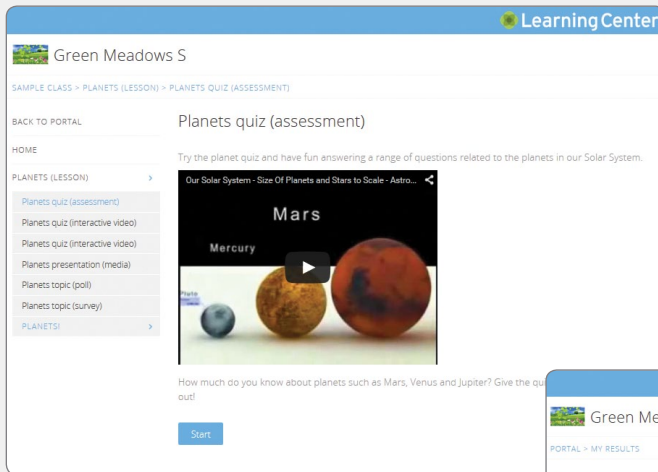 Learning Center
Green Meadows S
SAMPLE CLASS > PLANETS (LESSON) > PLANETS QUIZ (ASSESSMENT)
BACK TO PORTAL
HOME
PLANETS (LESSON) >
Planets quiz (assessment)
Planets quiz (interactive video)
Planets quiz (interactive video)
Planets presentation (media)
Planets topic (poll)
Planets topic (survey)
PLANETS! >
Planets quiz (assessment)
Try the planet quiz and have fun answering a range of questions related to the planets in our Solar System.
Our Solar System - Size Of Planets and Stars to Scale - Astro...
Mars
Mercury
Pluto
How much do you know about planets such as Mars, Venus and Jupiter? Give the qu
out!
Start
Green Me
PORTAL > MY RESULTS